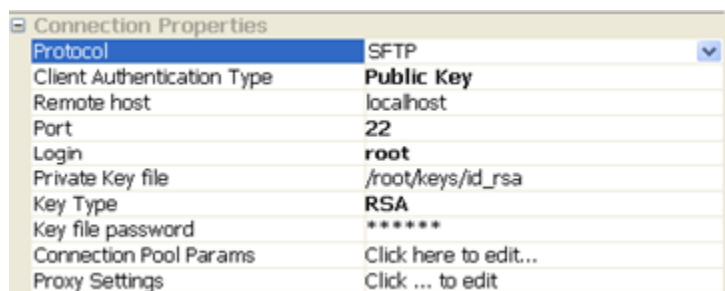 Connection Properties
Protocol SFTP
Client Authentication Type Public Key
Remote host localhost
Port 22
Login root
Private Key file /root/keys/id_rsa
Key Type RSA
Key file password ******
Connection Pool Params Click here to edit...
Proxy Settings Click ... to edit